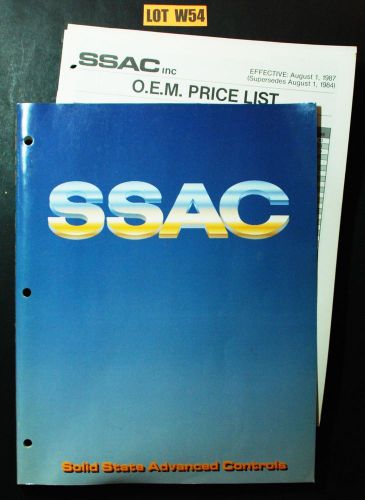 LOT W54
SSAC inc
EFFECTIVE: August 1, 1987
(Supersedes August 1, 1984)
O.E.M. PRICE LIST
SSAC
Solid State Advanced Controls